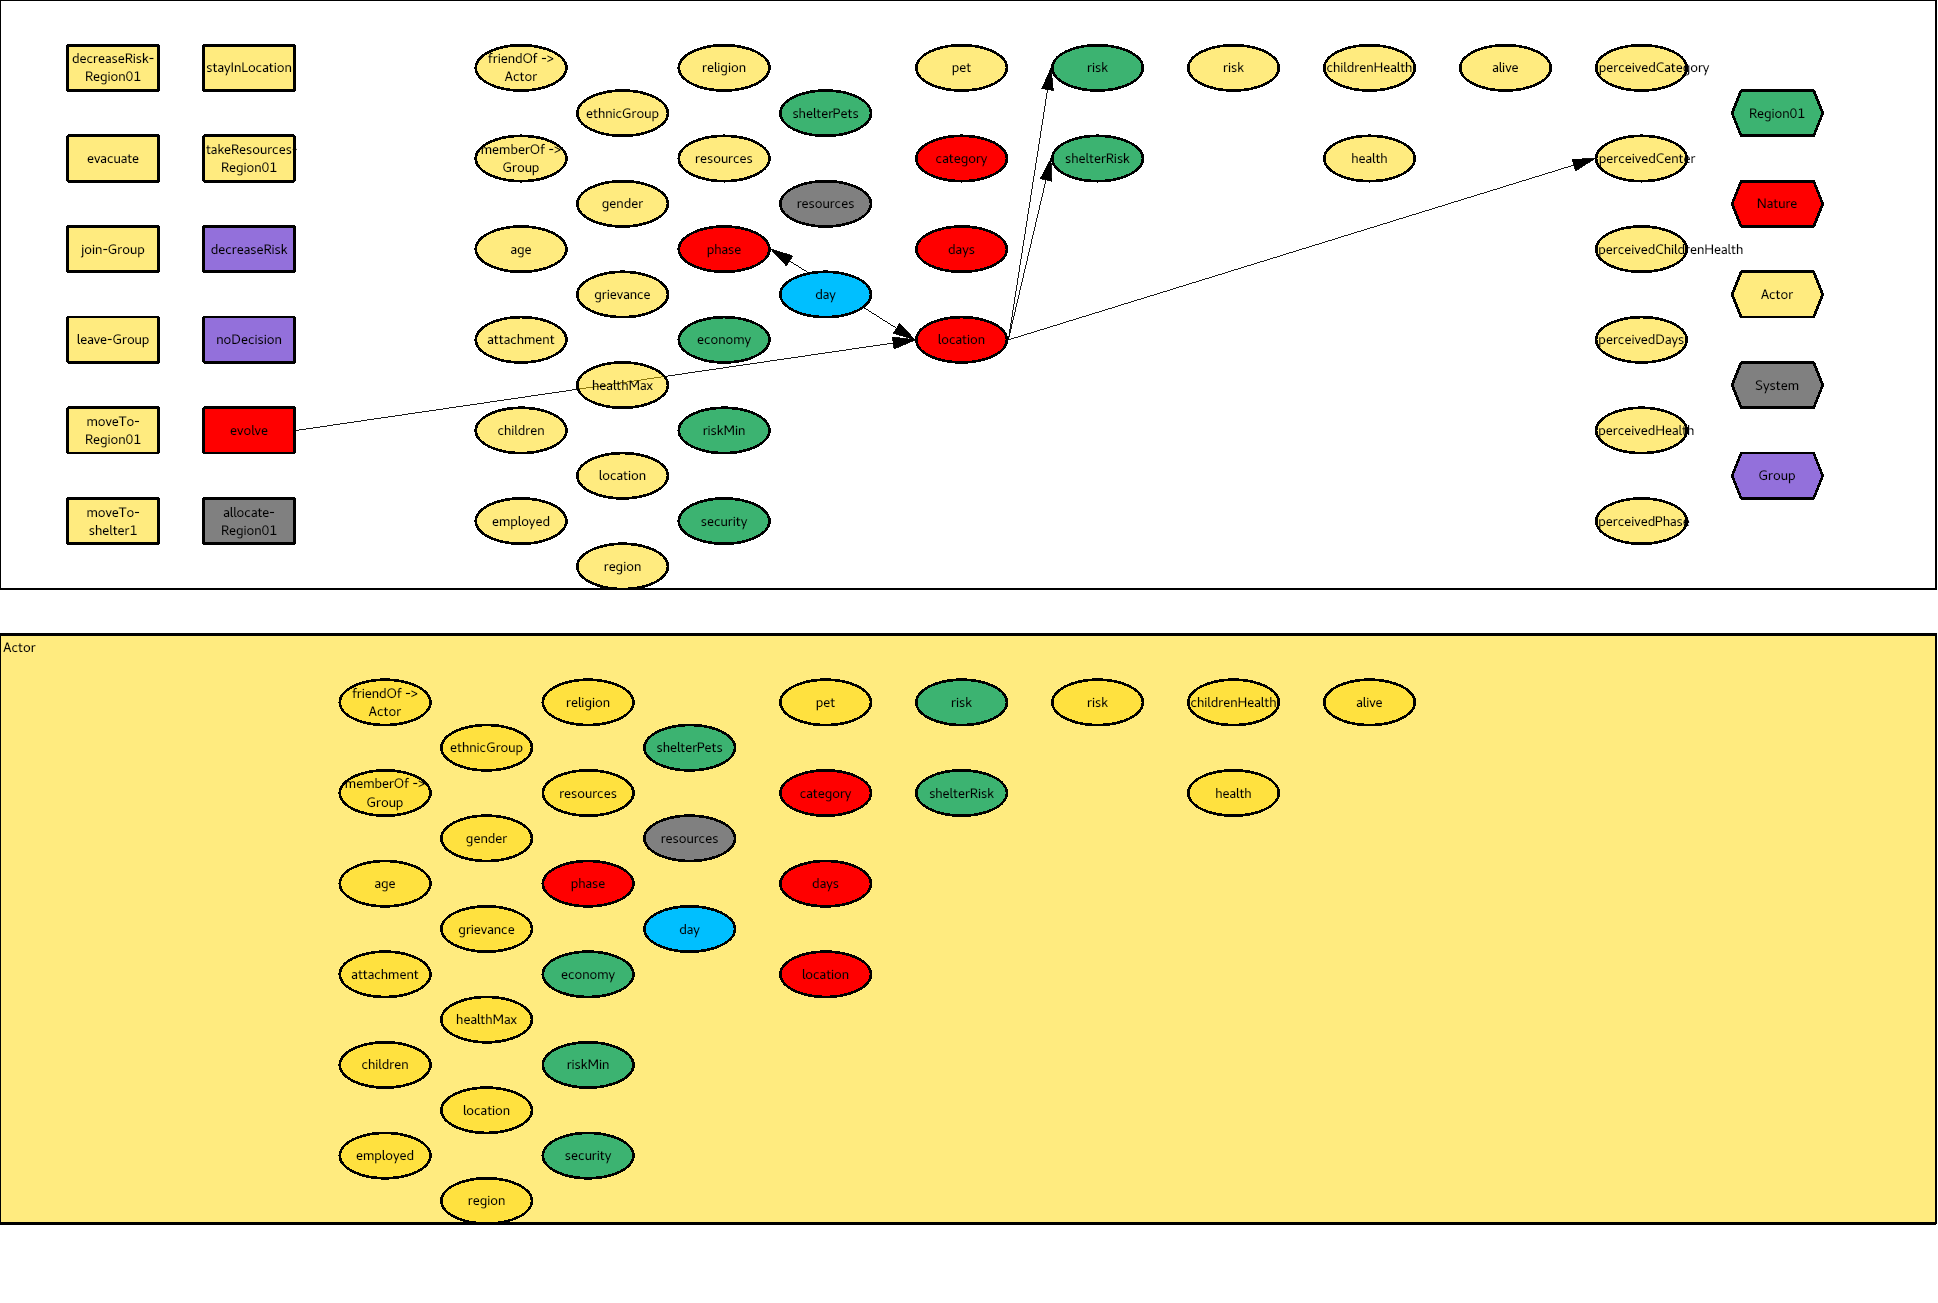 decreaseRisk-
Region01
stayInLocation
friendOf ->
Actor
religion
pet
risk
risk
childrenHealth
alive
perceivedCategory
ethnicGroup
shelterPets
Region01
evacuate
takeResources-
Region01
memberOf ->
Group
resources
category
shelterRisk
health
perceivedCenter
gender
resources
Nature
join-Group
decreaseRisk
age
phase
days
perceivedChildrenHealth
grievance
day
Actor
leave-Group
noDecision
attachment
economy
location
perceivedDays
healthMax
System
moveTo-
Region01
evolve
children
riskMin
perceivedHealth
location
Group
moveTo-
shelter1
allocate-
Region01
employed
security
perceivedPhase
region
Actor
friendOf ->
Actor
religion
pet
risk
risk
childrenHealth
alive
ethnicGroup
shelterPets
memberOf ->
Group
resources
category
shelterRisk
health
gender
resources
age
phase
days
grievance
day
attachment
economy
location
healthMax
children
riskMin
location
employed
security
region